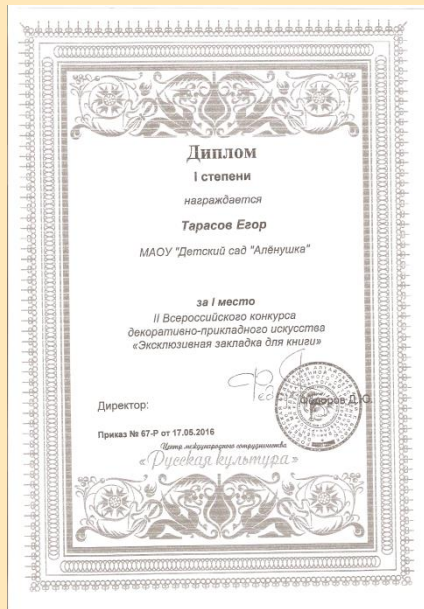 Диплом
I степени
награждается
Тарасов Егор
МАОУ "Детский сад "Алёнушка"
за I место
II Всероссийского конкурса
декоративно-прикладного искусства
«Эксклюзивная закладка для книги»
Директор:
Федоров Д.Ю.
Приказ № 67-Р от 17.05.2016
Центр международного сотрудничества
«Русская культура»